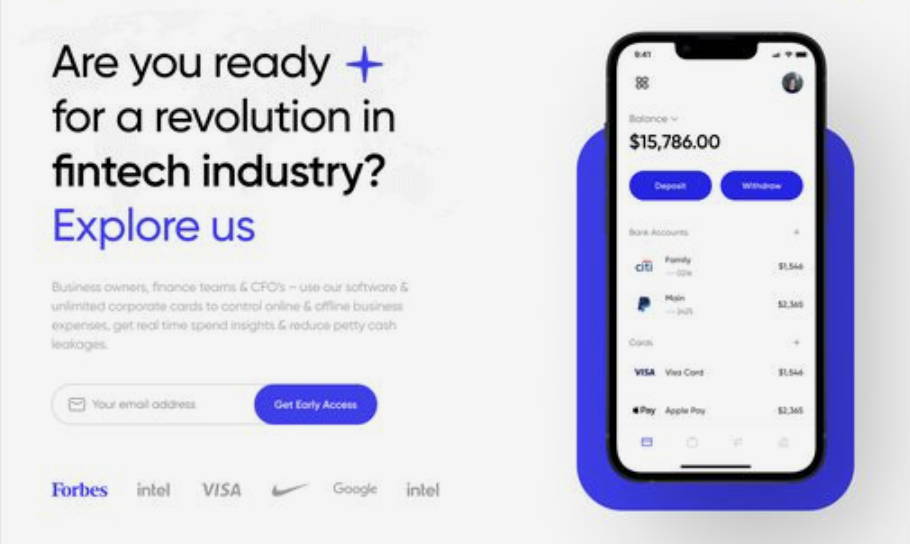 Are you ready
for a revolution in
fintech industry?
Explore us
Business owners, finance teams & CFO's – use our software &
unlimited corporate cards to control online & offline business
expenses, get real time spend insights & reduce petty cash
leakages.
Your email address
Get Early Access
Forbes intel VISA Google intel
9:41
Balance
$15,786.00
Deposit Withdraw
Bank Accounts +
citi Family $1,546
0216
Main $2,365
2425
Cards +
VISA Visa Card $1,546
Pay Apple Pay $2,365